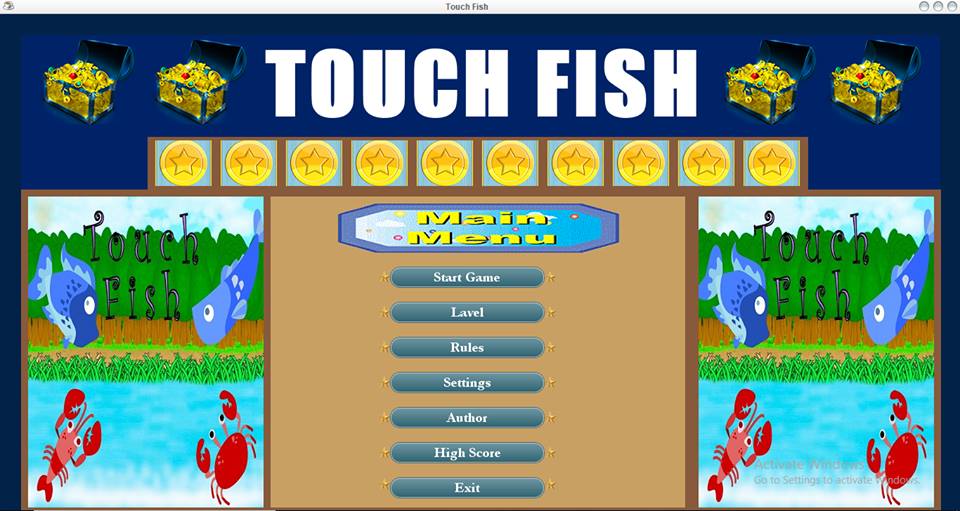 Touch Fish
TOUCH FISH
Touch
Fish
Main
Menu
Start Game
Lavel
Rules
Settings
Author
High Score
Exit
Touch
Fish
Activate Windows
Go to Settings to activate Windows.